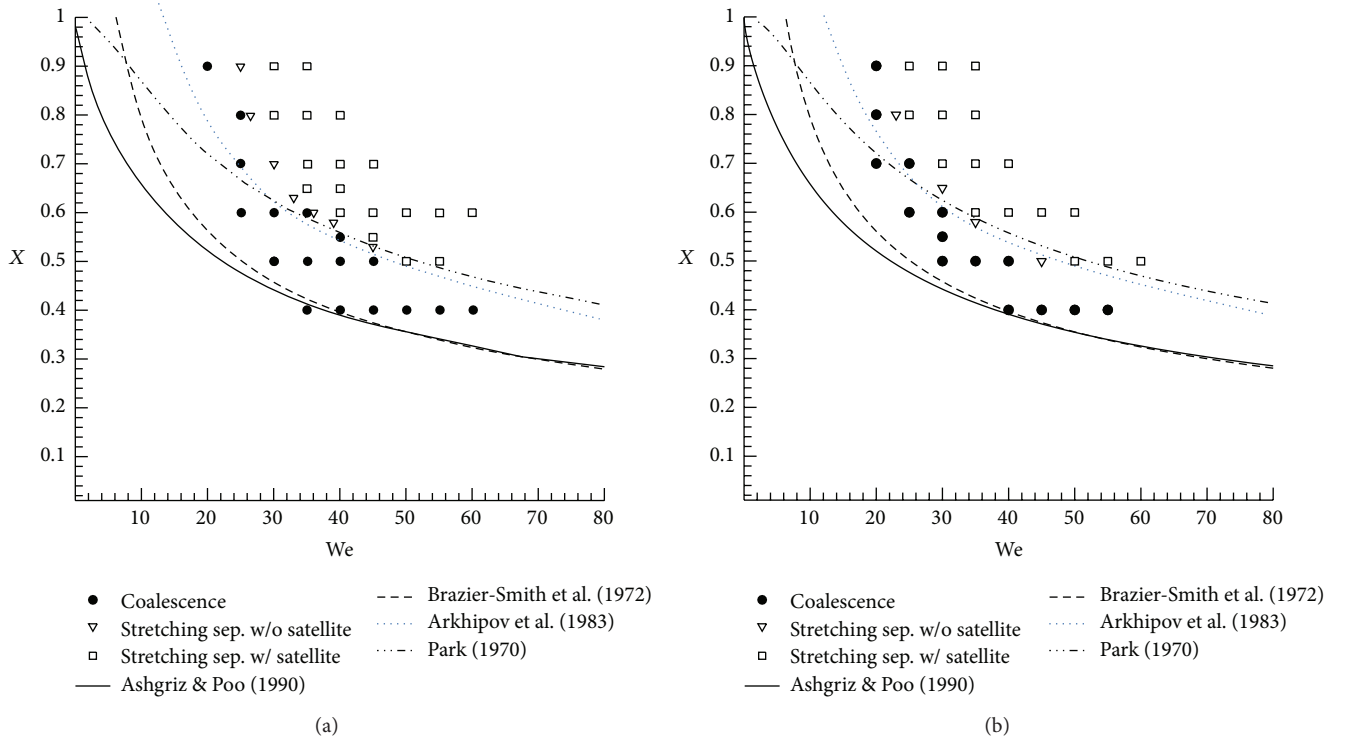 1
0.9
0.8
0.7
0.6
0.5
0.4
0.3
0.2
0.1
X
10 20 30 40 50 60 70 80
We
Coalescence
Stretching sep. w/o satellite
Stretching sep. w/ satellite
Ashgriz & Poo (1990)
Brazier-Smith et al. (1972)
Arkhipov et al. (1983)
Park (1970)
(a)
1
0.9
0.8
0.7
0.6
0.5
0.4
0.3
0.2
0.1
X
10 20 30 40 50 60 70 80
We
Coalescence
Stretching sep. w/o satellite
Stretching sep. w/ satellite
Ashgriz & Poo (1990)
Brazier-Smith et al. (1972)
Arkhipov et al. (1983)
Park (1970)
(b)